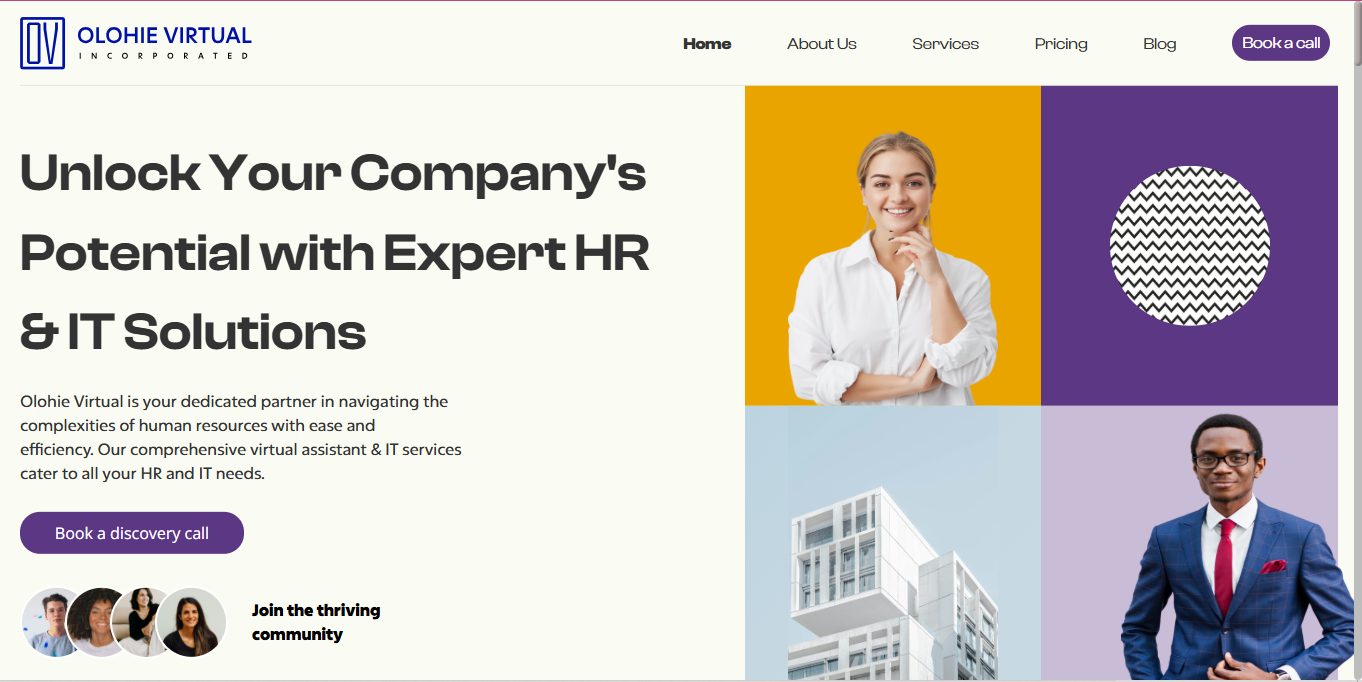 OV OLOHIE VIRTUAL
INCORPORATED
Home About Us Services Pricing Blog Book a call
Unlock Your Company's
Potential with Expert HR
& IT Solutions
Olohie Virtual is your dedicated partner in navigating the
complexities of human resources with ease and
efficiency. Our comprehensive virtual assistant & IT services
cater to all your HR and IT needs.
Book a discovery call
Join the thriving
community